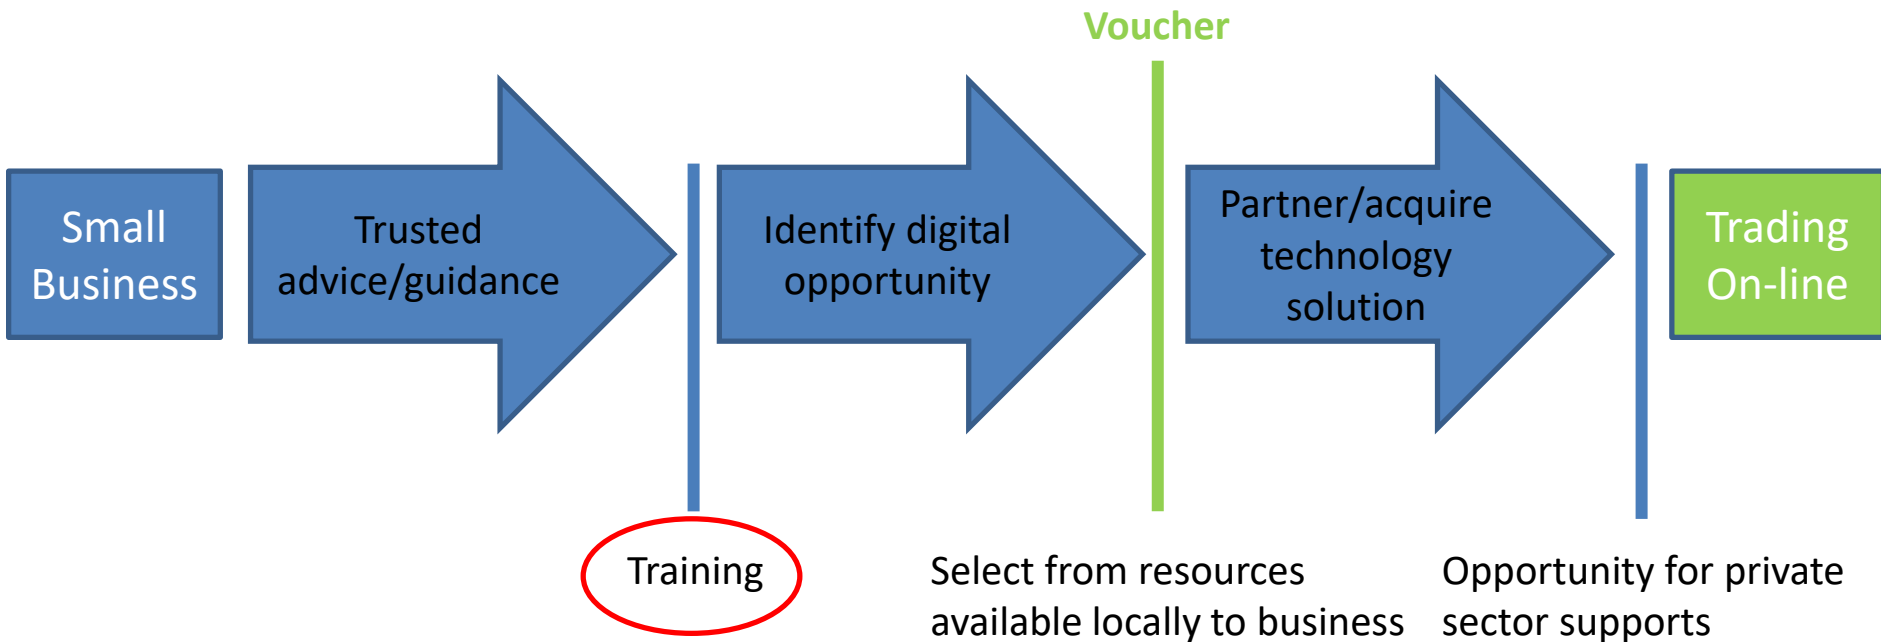 Voucher
Small
Business
Trusted
advice/guidance
Identify digital
opportunity
Partner/acquire
technology
solution
Trading
On-line
Training
Select from resources
available locally to business
Opportunity for private
sector supports